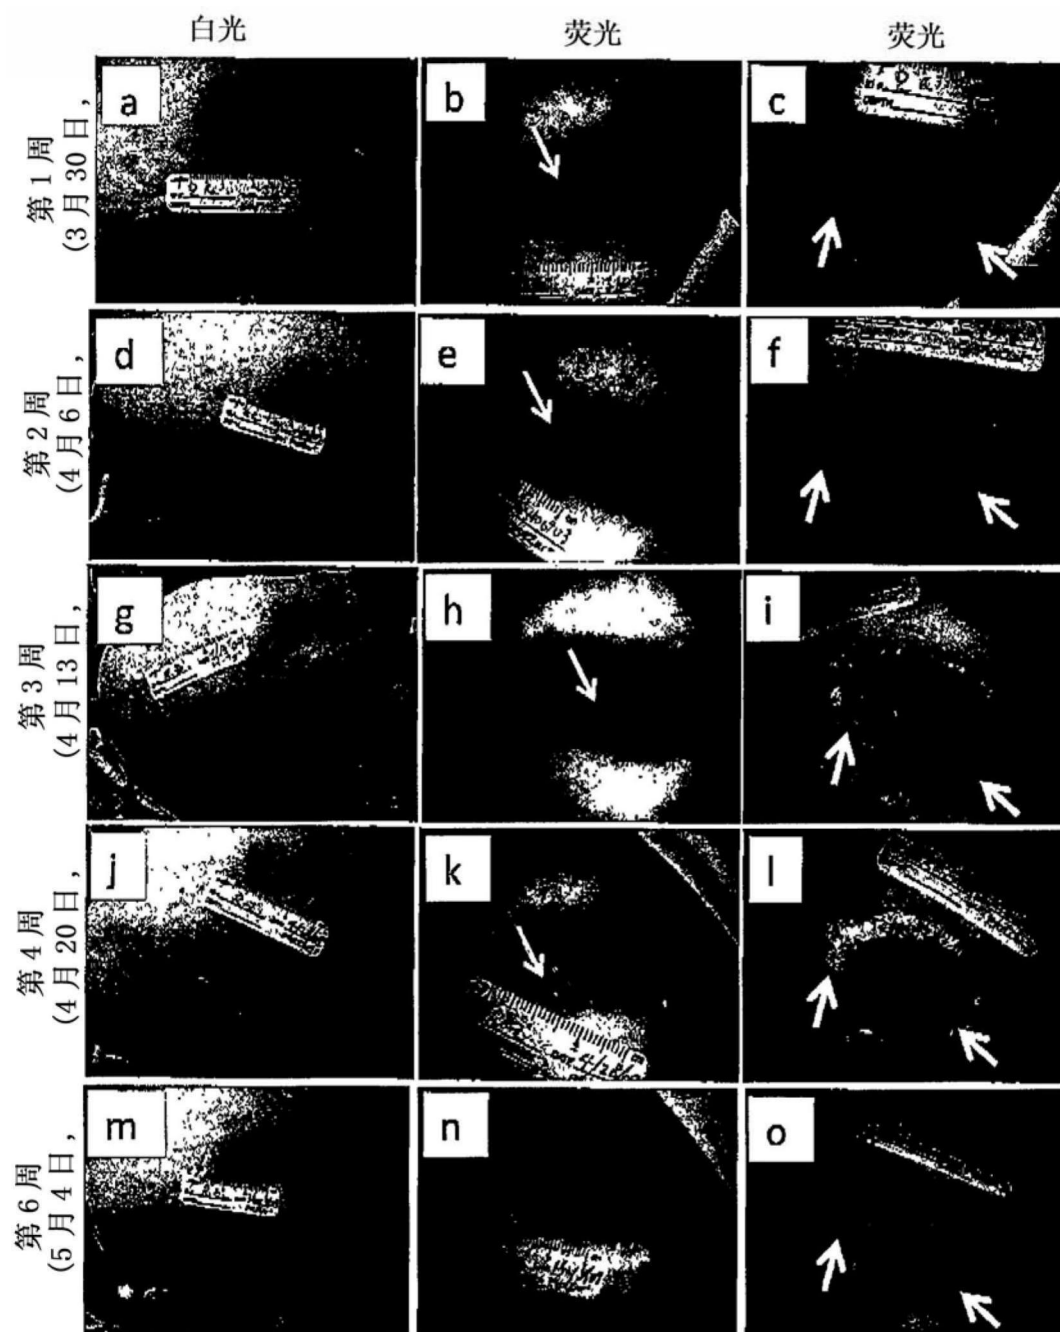 白光 荧光 荧光
第1周
(3月30日,
a b c
第2周
(4月6日,
d e f
第3周
(4月13日,
g h i
第4周
(4月20日,
j k l
第6周
(5月4日,
m n o